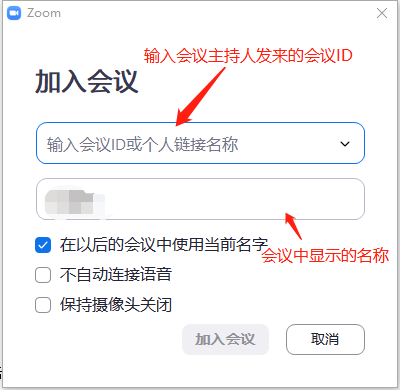 Zoom
输入会议主持人发来的会议ID
加入会议
输入会议ID或个人链接名称
在以后的会议中使用当前名字
会议中显示的名称
不自动连接语音
保持摄像头关闭
加入会议 取消